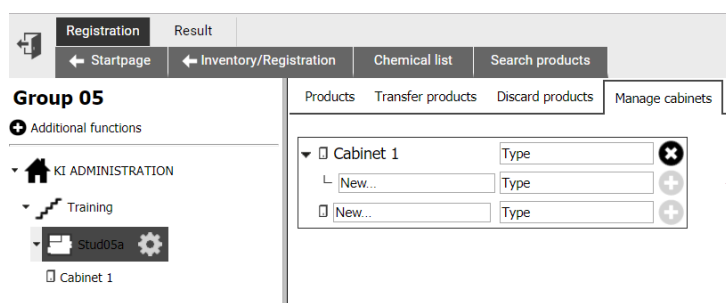 Registration Result
Startpage Inventory/Registration Chemical list Search products
Group 05
Additional functions
KI ADMINISTRATION
Training
Stud05a
Cabinet 1
Products Transfer products Discard products Manage cabinets
Cabinet 1 Type
New... Type
New... Type